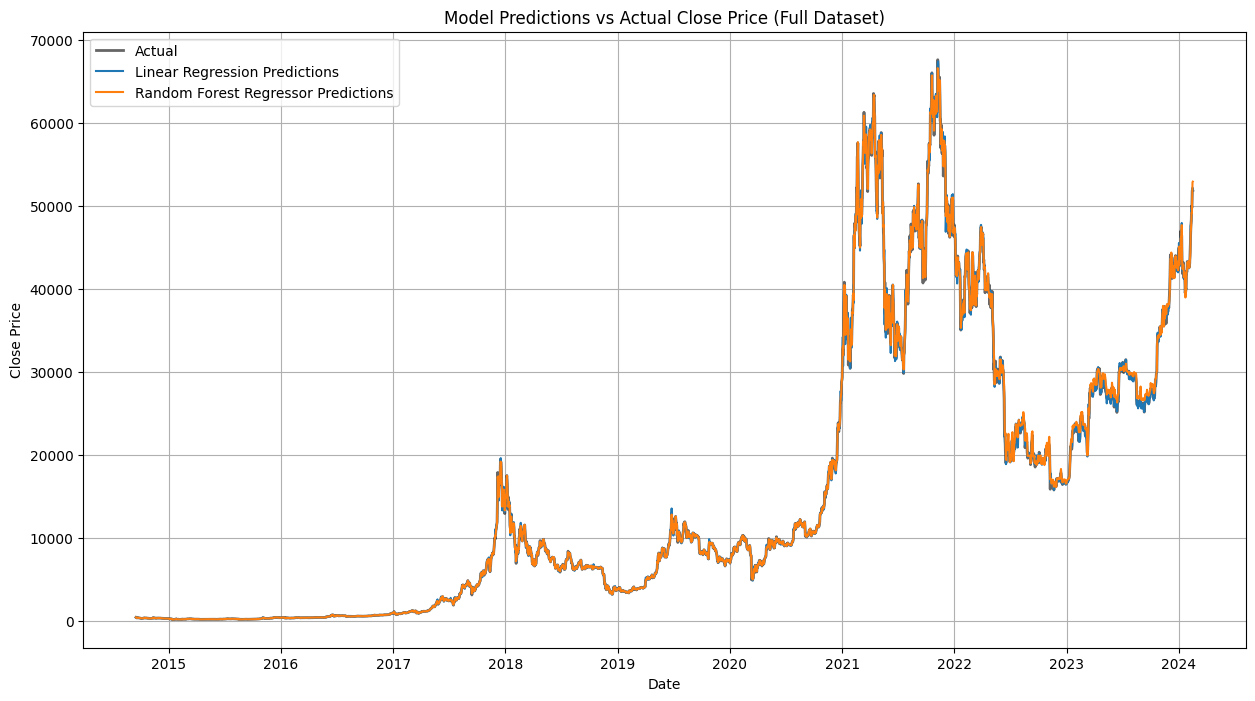 Model Predictions vs Actual Close Price (Full Dataset)
Actual
Linear Regression Predictions
Random Forest Regressor Predictions
Close Price
70000
60000
50000
40000
30000
20000
10000
0
2015 2016 2017 2018 2019 2020 2021 2022 2023 2024
Date